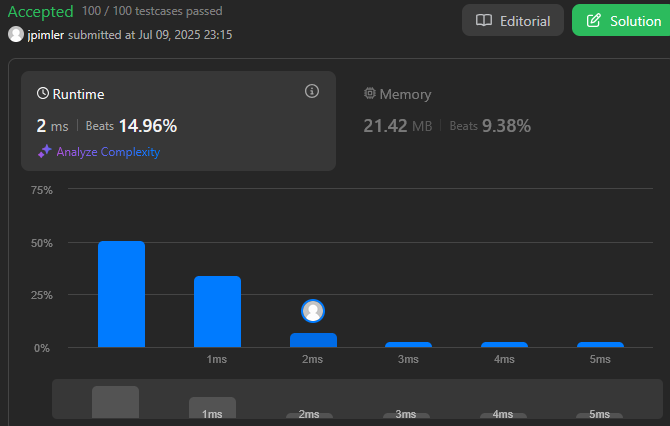 Accepted 100 / 100 testcases passed
Editorial
Solution
jpimler submitted at Jul 09, 2025 23:15
Runtime
Memory
2 ms Beats 14.96%
21.42 MB Beats 9.38%
Analyze Complexity
75%
50%
25%
0%
1ms 2ms 3ms 4ms 5ms
1ms 2ms 3ms 4ms 5ms